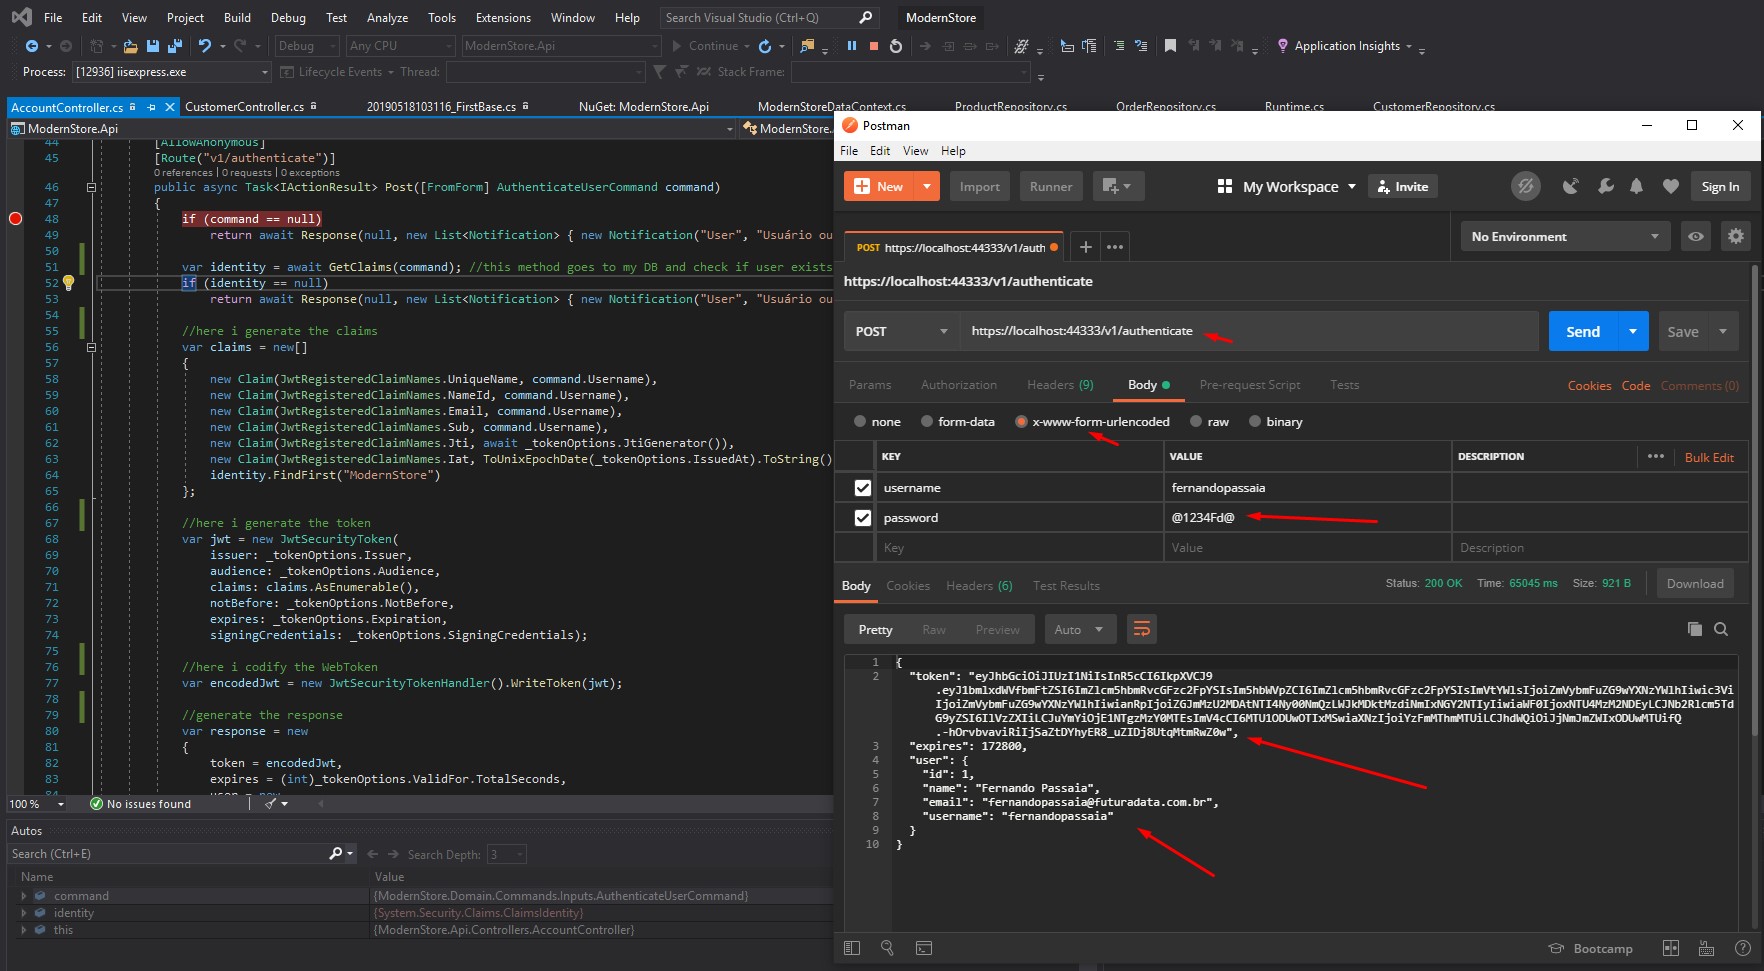 File Edit View Project Build Debug Test Analyze Tools Extensions Window Help Search Visual Studio (Ctrl+Q) ModernStore
Debug Any CPU ModernStore.Api Continue Application Insights
Process: [12936] iisexpress.exe Lifecycle Events Thread: Stack Frame:
AccountController.cs CustomerController.cs 20190518103116_FirstBase.cs NuGet: ModernStore.Api ModernStoreDataContext.cs ProductRepository.cs OrderRepository.cs Runtime.cs CustomerRepository.cs
ModernStore.Api ModernStore.
44 [AllowAnonymous]
45 [Route("v1/authenticate")]
0 references | 0 requests | 0 exceptions
46 public async Task<IActionResult> Post([FromForm] AuthenticateUserCommand command)
47 {
48 if (command == null)
49 return await Response(null, new List<Notification> { new Notification("User", "Usuário ou
50
51 var identity = await GetClaims(command); //this method goes to my DB and check if user exists
52 if (identity == null)
53 return await Response(null, new List<Notification> { new Notification("User", "Usuário ou
54
55 //here i generate the claims
56 var claims = new[]
57 {
58 new Claim(JwtRegisteredClaimNames.UniqueName, command.Username),
59 new Claim(JwtRegisteredClaimNames.NameId, command.Username),
60 new Claim(JwtRegisteredClaimNames.Email, command.Username),
61 new Claim(JwtRegisteredClaimNames.Sub, command.Username),
62 new Claim(JwtRegisteredClaimNames.Jti, await _tokenOptions.JtiGenerator()),
63 new Claim(JwtRegisteredClaimNames.Iat, ToUnixEpochDate(_tokenOptions.IssuedAt).ToString()
64 identity.FindFirst("ModernStore")
65 };
66
67 //here i generate the token
68 var jwt = new JwtSecurityToken(
69 issuer: _tokenOptions.Issuer,
70 audience: _tokenOptions.Audience,
71 claims: claims.AsEnumerable(),
72 notBefore: _tokenOptions.NotBefore,
73 expires: _tokenOptions.Expiration,
74 signingCredentials: _tokenOptions.SigningCredentials);
75
76 //here i codify the WebToken
77 var encodedJwt = new JwtSecurityTokenHandler().WriteToken(jwt);
78
79 //generate the response
80 var response = new
81 {
82 token = encodedJwt,
83 expires = (int)_tokenOptions.ValidFor.TotalSeconds,
84 user = new
100 % No issues found
Autos
Search (Ctrl+E) Search Depth: 3
Name Value
command {ModernStore.Domain.Commands.Inputs.AuthenticateUserCommand}
identity {System.Security.Claims.ClaimsIdentity}
this {ModernStore.Api.Controllers.AccountController}
Postman
File Edit View Help
New Import Runner My Workspace Invite Sign In
POST https://localhost:44333/v1/auth No Environment
https://localhost:44333/v1/authenticate
POST https://localhost:44333/v1/authenticate Send Save
Params Authorization Headers (9) Body Pre-request Script Tests Cookies Code Comments (0)
none form-data x-www-form-urlencoded raw binary
KEY VALUE DESCRIPTION Bulk Edit
username fernandopassaia
password @1234Fd@
Key Value Description
Body Cookies Headers (6) Test Results Status: 200 OK Time: 65045 ms Size: 921 B Download
Pretty Raw Preview Auto
1 {
2 "token": "eyJhbGciOiJIUzI1NiIsInR5cCI6IkpXVCJ9
3 "expires": 172800,
4 "user": {
5 "id": 1,
6 "name": "Fernando Passaia",
7 "email": "fernandopassaia@futuradata.com.br",
8 "username": "fernandopassaia"
9 }
10 }
Bootcamp